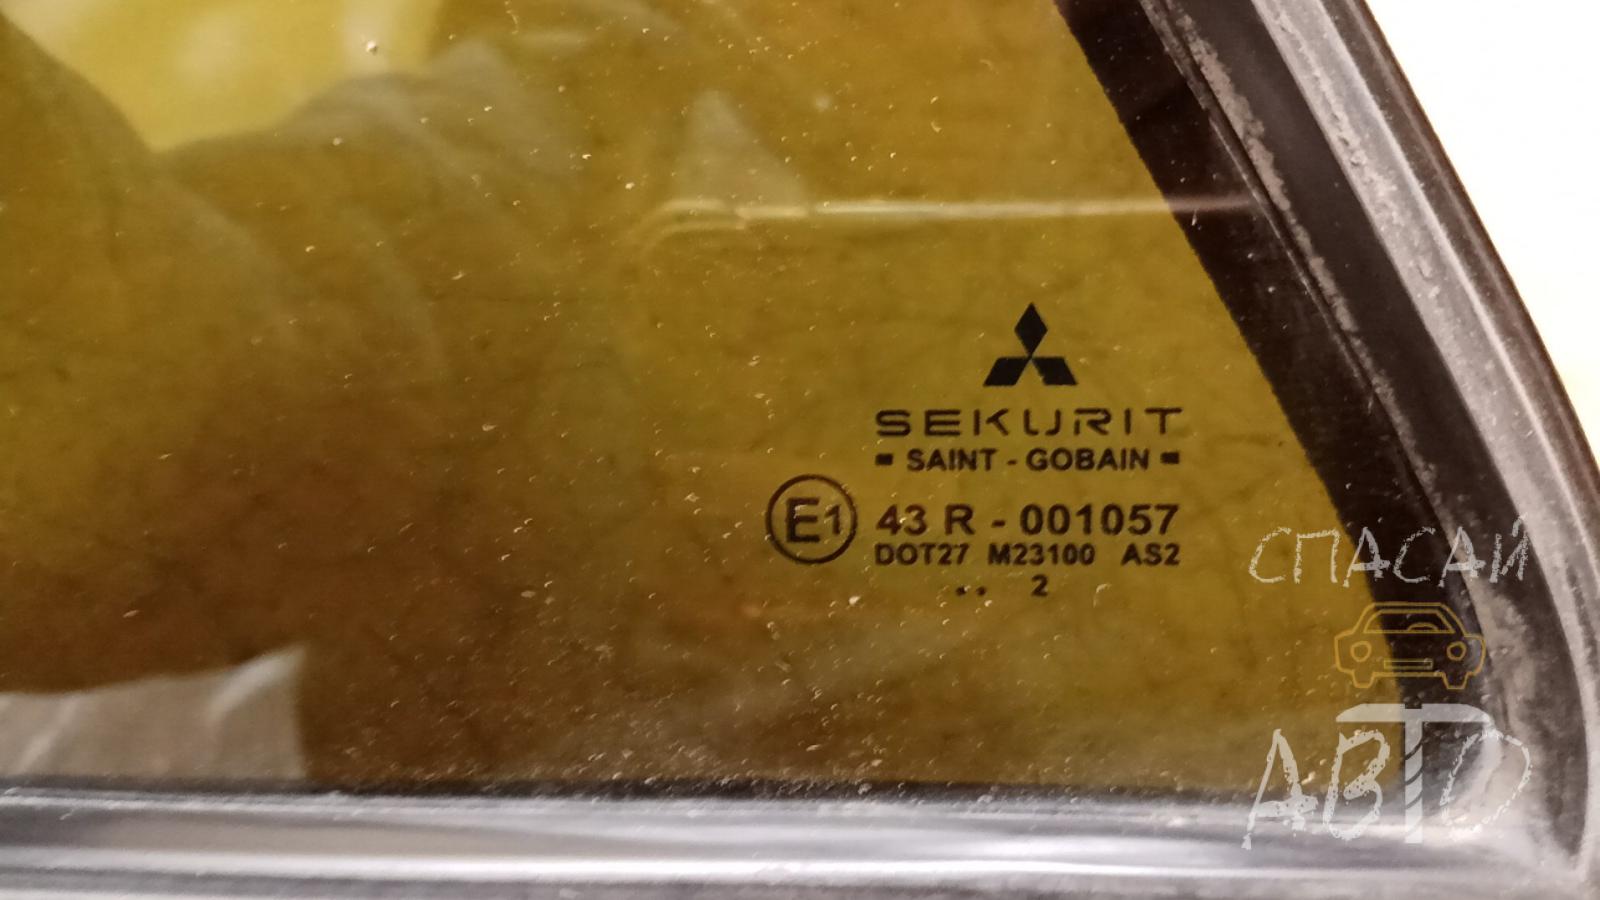 SEKURIT
SAINT - GOBAIN
E1 43 R - 001057
DOT27 M23100 AS2
.. 2
СПАСАЙ
АВТО